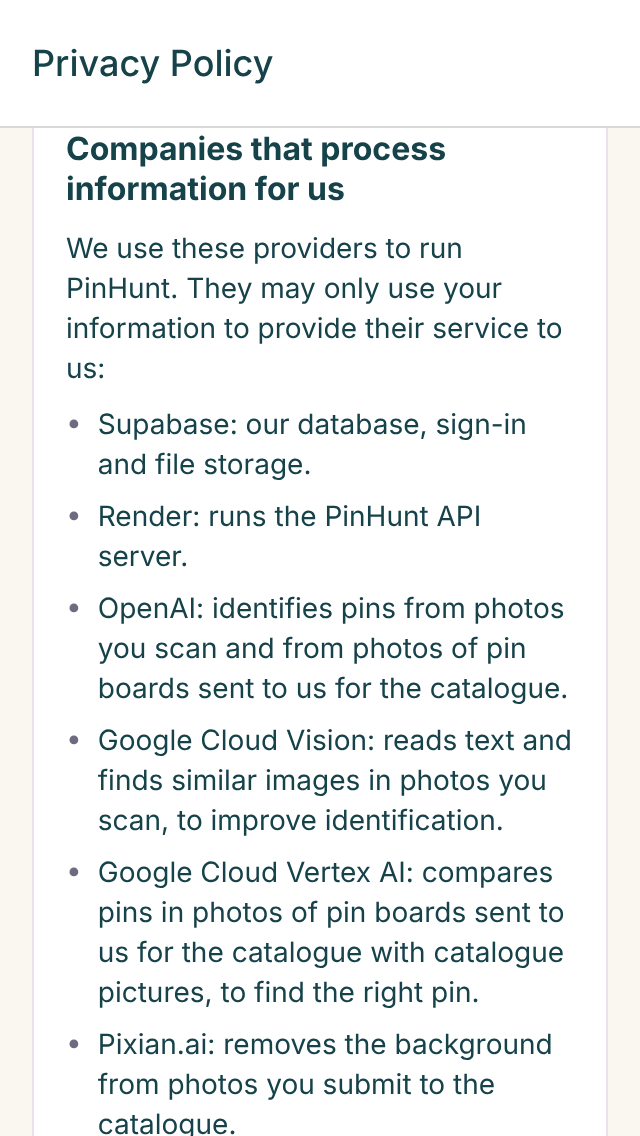 Privacy Policy
Companies that process
information for us
We use these providers to run
PinHunt. They may only use your
information to provide their service to
us:
• Supabase: our database, sign-in
and file storage.
• Render: runs the PinHunt API
server.
• OpenAI: identifies pins from photos
you scan and from photos of pin
boards sent to us for the catalogue.
• Google Cloud Vision: reads text and
finds similar images in photos you
scan, to improve identification.
• Google Cloud Vertex AI: compares
pins in photos of pin boards sent to
us for the catalogue with catalogue
pictures, to find the right pin.
• Pixian.ai: removes the background
from photos you submit to the
catalogue.